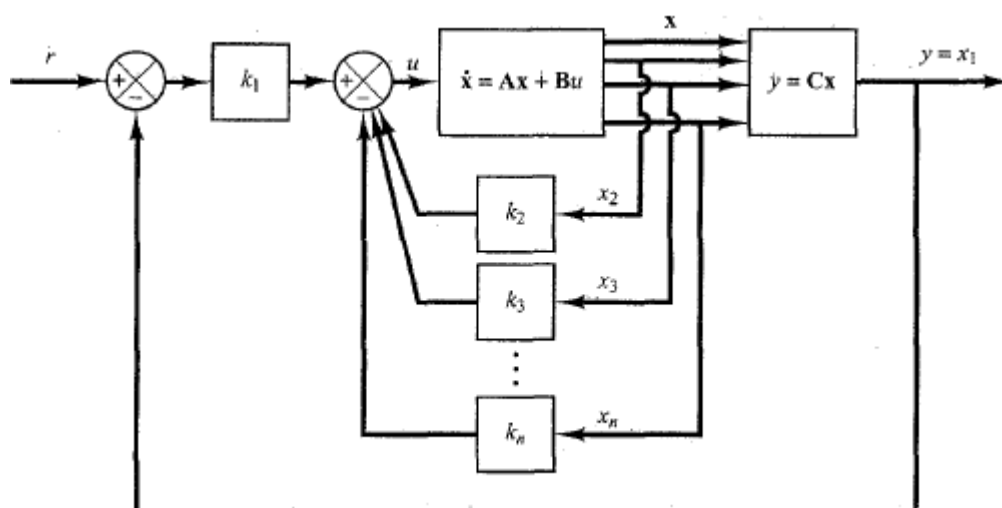 r
+
−
k₁
+
−
u
ẋ = Ax + Bu
x
y = Cx
y = x₁
k₂
x₂
k₃
x₃
kₙ
xₙ